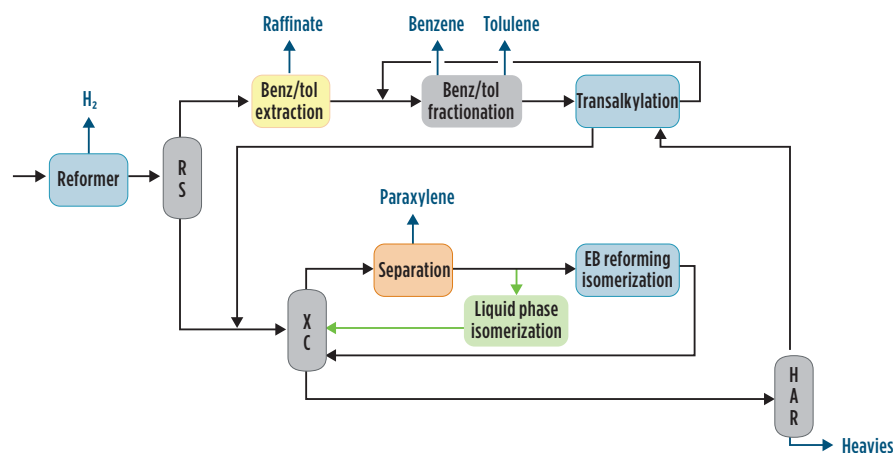 Raffinate
Benzene
Tolulene
H₂
Benz/tol
extraction
Benz/tol
fractionation
Transalkylation
Reformer
R
S
Paraxylene
Separation
EB reforming
isomerization
Liquid phase
isomerization
X
C
H
A
R
Heavies